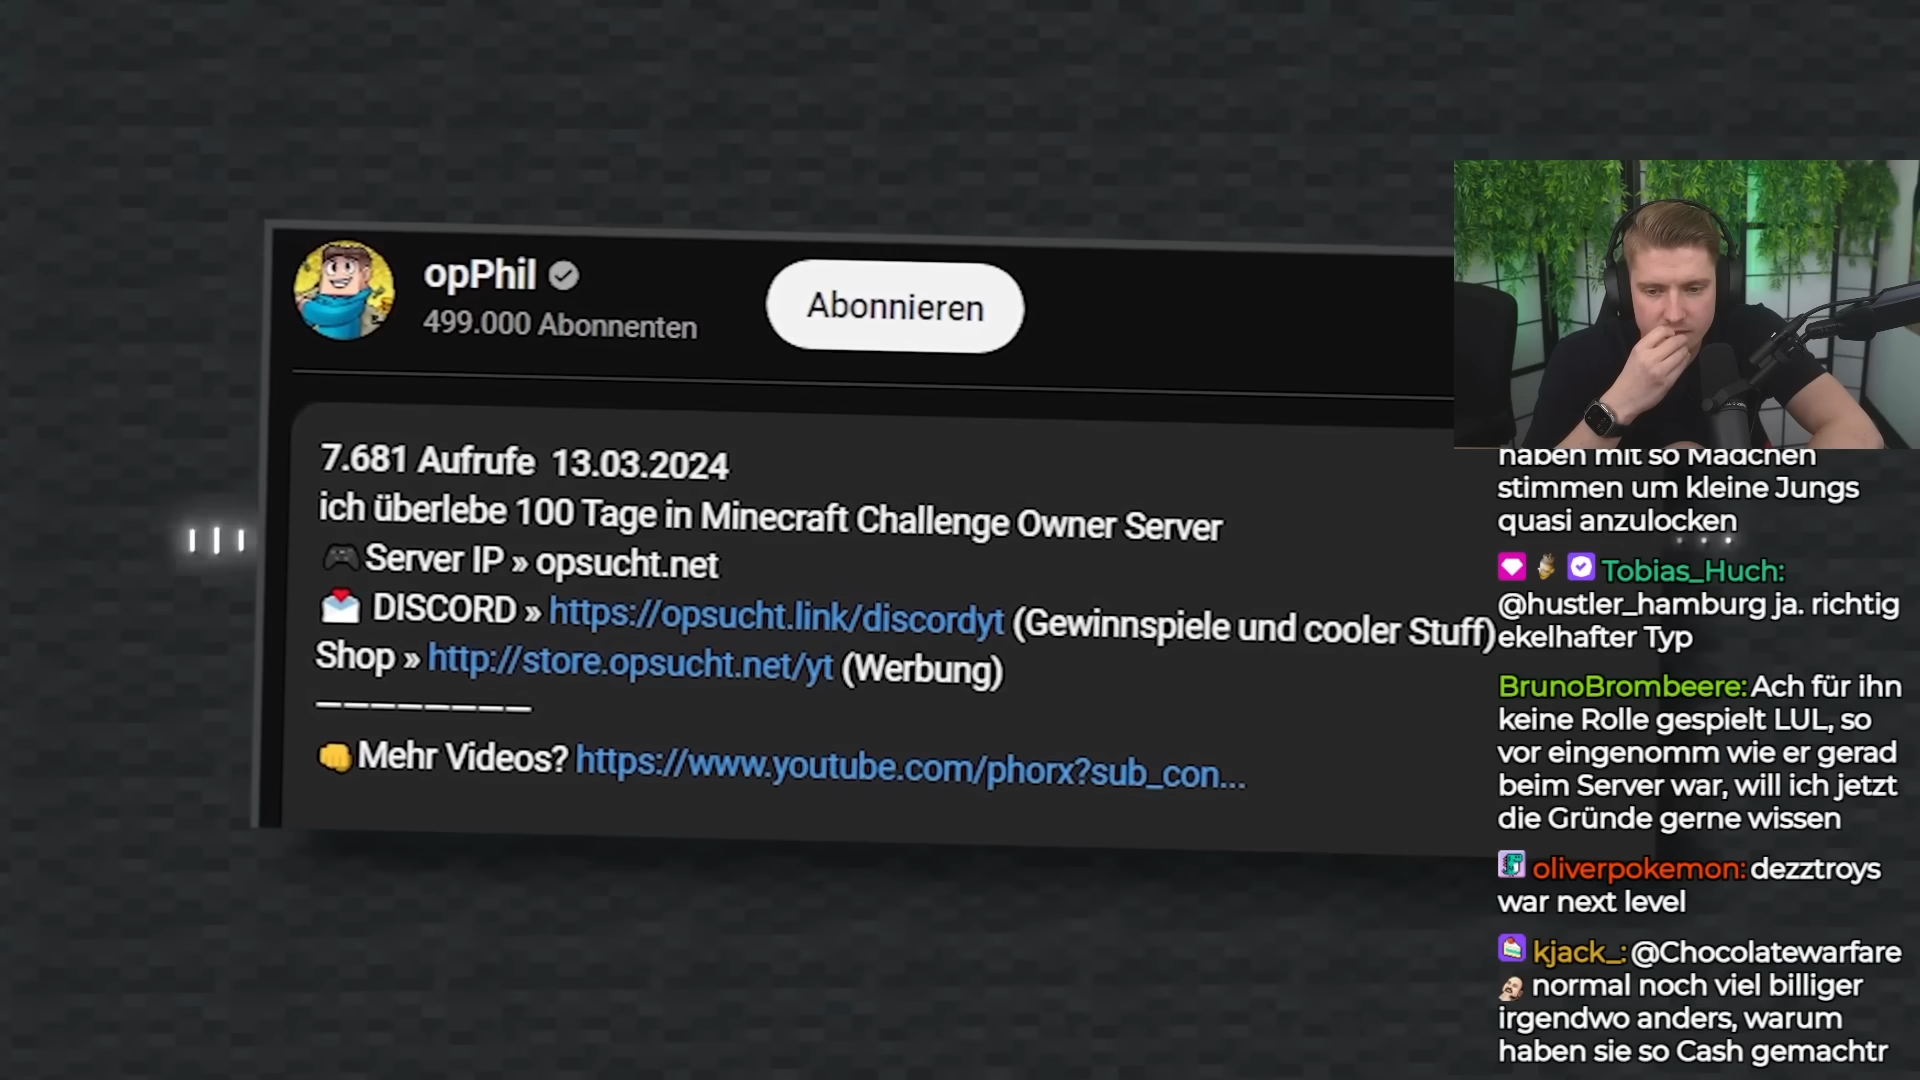 opPhil
499.000 Abonnenten
Abonnieren
7.681 Aufrufe 13.03.2024
ich überlebe 100 Tage in Minecraft Challenge Owner Server
🎮Server IP » opsucht.net
💌 DISCORD » https://opsucht.link/discordyt (Gewinnspiele und cooler Stuff)
Shop » http://store.opsucht.net/yt (Werbung)
————————
👊Mehr Videos? https://www.youtube.com/phorx?sub_con...
haben mit so Mädchen
stimmen um kleine Jungs
quasi anzulocken
Tobias_Huch:
@hustler_hamburg ja. richtig
ekelhafter Typ
BrunoBrombeere: Ach für ihn
keine Rolle gespielt LUL, so
vor eingenomm wie er gerad
beim Server war, will ich jetzt
die Gründe gerne wissen
oliverpokemon: dezztroys
war next level
kjack_: @Chocolatewarfare
normal noch viel billiger
irgendwo anders, warum
haben sie so Cash gemachtr